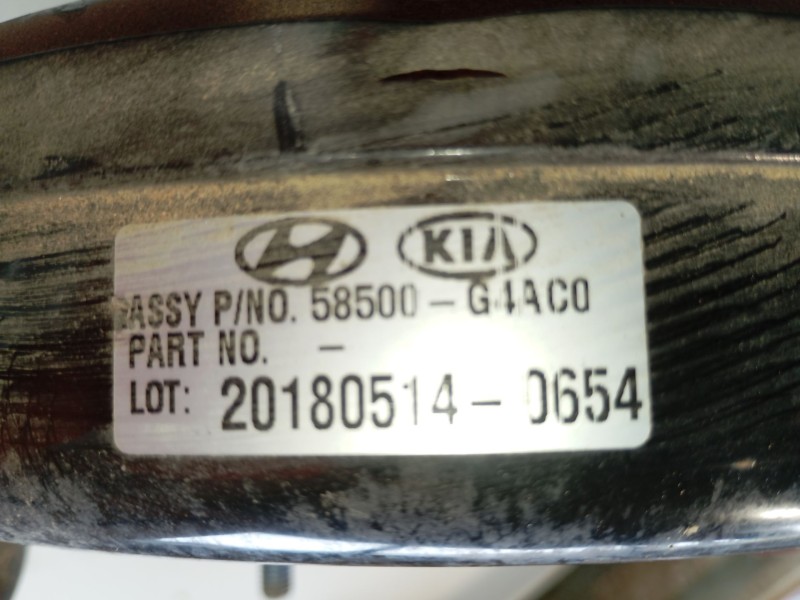 KIA
ASSY P/NO. 58500-G4AC0
PART NO. -
LOT: 20180514-0654